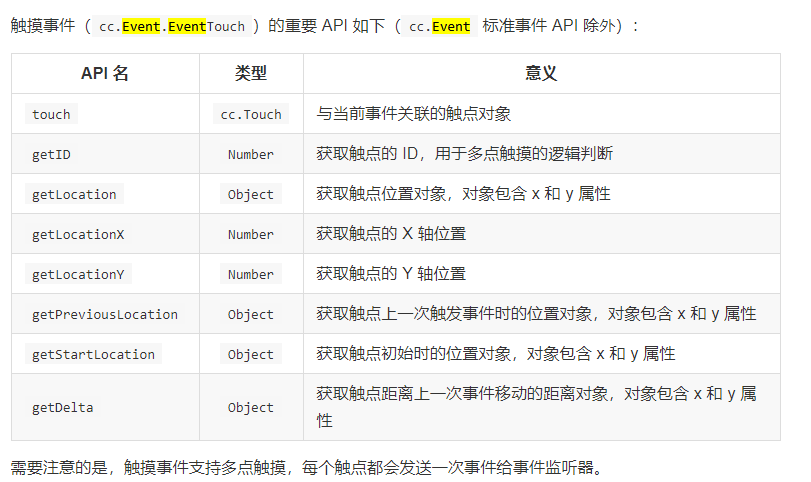 触摸事件（ cc.Event.EventTouch ）的重要 API 如下（ cc.Event 标准事件 API 除外）：
API 名 类型 意义
touch cc.Touch 与当前事件关联的触点对象
getID Number 获取触点的 ID，用于多点触摸的逻辑判断
getLocation Object 获取触点位置对象，对象包含 x 和 y 属性
getLocationX Number 获取触点的 X 轴位置
getLocationY Number 获取触点的 Y 轴位置
getPreviousLocation Object 获取触点上一次触发事件时的位置对象，对象包含 x 和 y 属性
getStartLocation Object 获取触点初始时的位置对象，对象包含 x 和 y 属性
getDelta Object 获取触点距离上一次事件移动的距离对象，对象包含 x 和 y 属
性
需要注意的是，触摸事件支持多点触摸，每个触点都会发送一次事件给事件监听器。